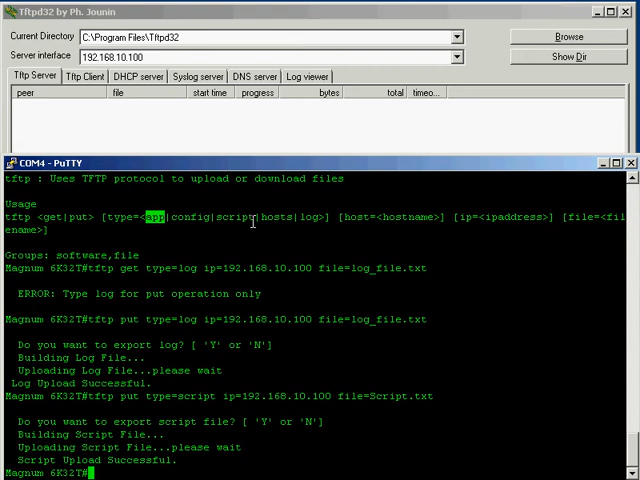 Tftpd32 by Ph. Jounin
Current Directory C:\Program Files\Tftpd32 Browse
Server interface 192.168.10.100 Show Dir
Tftp Server Tftp Client DHCP server Syslog server DNS server Log viewer
peer file start time progress bytes total timeo...
COM4 - PuTTY
tftp : Uses TFTP protocol to upload or download files
Usage
tftp <get|put> [type=<app|config|script|hosts|log>] [host=<hostname>] [ip=<ipaddress>] [file=<fil
ename>]
Groups: software,file
Magnum 6K32T#tftp get type=log ip=192.168.10.100 file=log_file.txt
ERROR: Type log for put operation only
Magnum 6K32T#tftp put type=log ip=192.168.10.100 file=log_file.txt
Do you want to export log? [ 'Y' or 'N']
Building Log File...
Uploading Log File...please wait
Log Upload Successful.
Magnum 6K32T#tftp put type=script ip=192.168.10.100 file=Script.txt
Do you want to export script file? [ 'Y' or 'N']
Building Script File...
Uploading Script File...please wait
Script Upload Successful.
Magnum 6K32T#